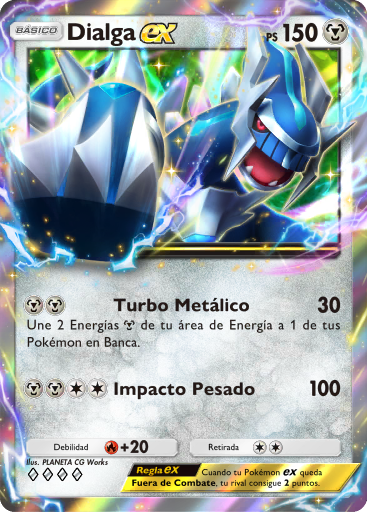 BÁSICO Dialga ex PS 150
Turbo Metálico 30
Une 2 Energías de tu área de Energía a 1 de tus
Pokémon en Banca.
Impacto Pesado 100
Debilidad +20 Retirada
Ilus. PLANETA CG Works
Regla ex Cuando tu Pokémon ex queda
Fuera de Combate, tu rival consigue 2 puntos.